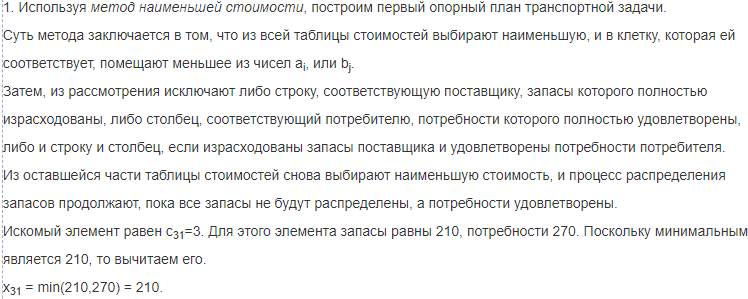 1. Используя метод наименьшей стоимости, построим первый опорный план транспортной задачи.
Суть метода заключается в том, что из всей таблицы стоимостей выбирают наименьшую, и в клетку, которая ей
соответствует, помещают меньшее из чисел ai, или bj.
Затем, из рассмотрения исключают либо строку, соответствующую поставщику, запасы которого полностью
израсходованы, либо столбец, соответствующий потребителю, потребности которого полностью удовлетворены,
либо и строку и столбец, если израсходованы запасы поставщика и удовлетворены потребности потребителя.
Из оставшейся части таблицы стоимостей снова выбирают наименьшую стоимость, и процесс распределения
запасов продолжают, пока все запасы не будут распределены, а потребности удовлетворены.
Искомый элемент равен c31=3. Для этого элемента запасы равны 210, потребности 270. Поскольку минимальным
является 210, то вычитаем его.
x31 = min(210,270) = 210.